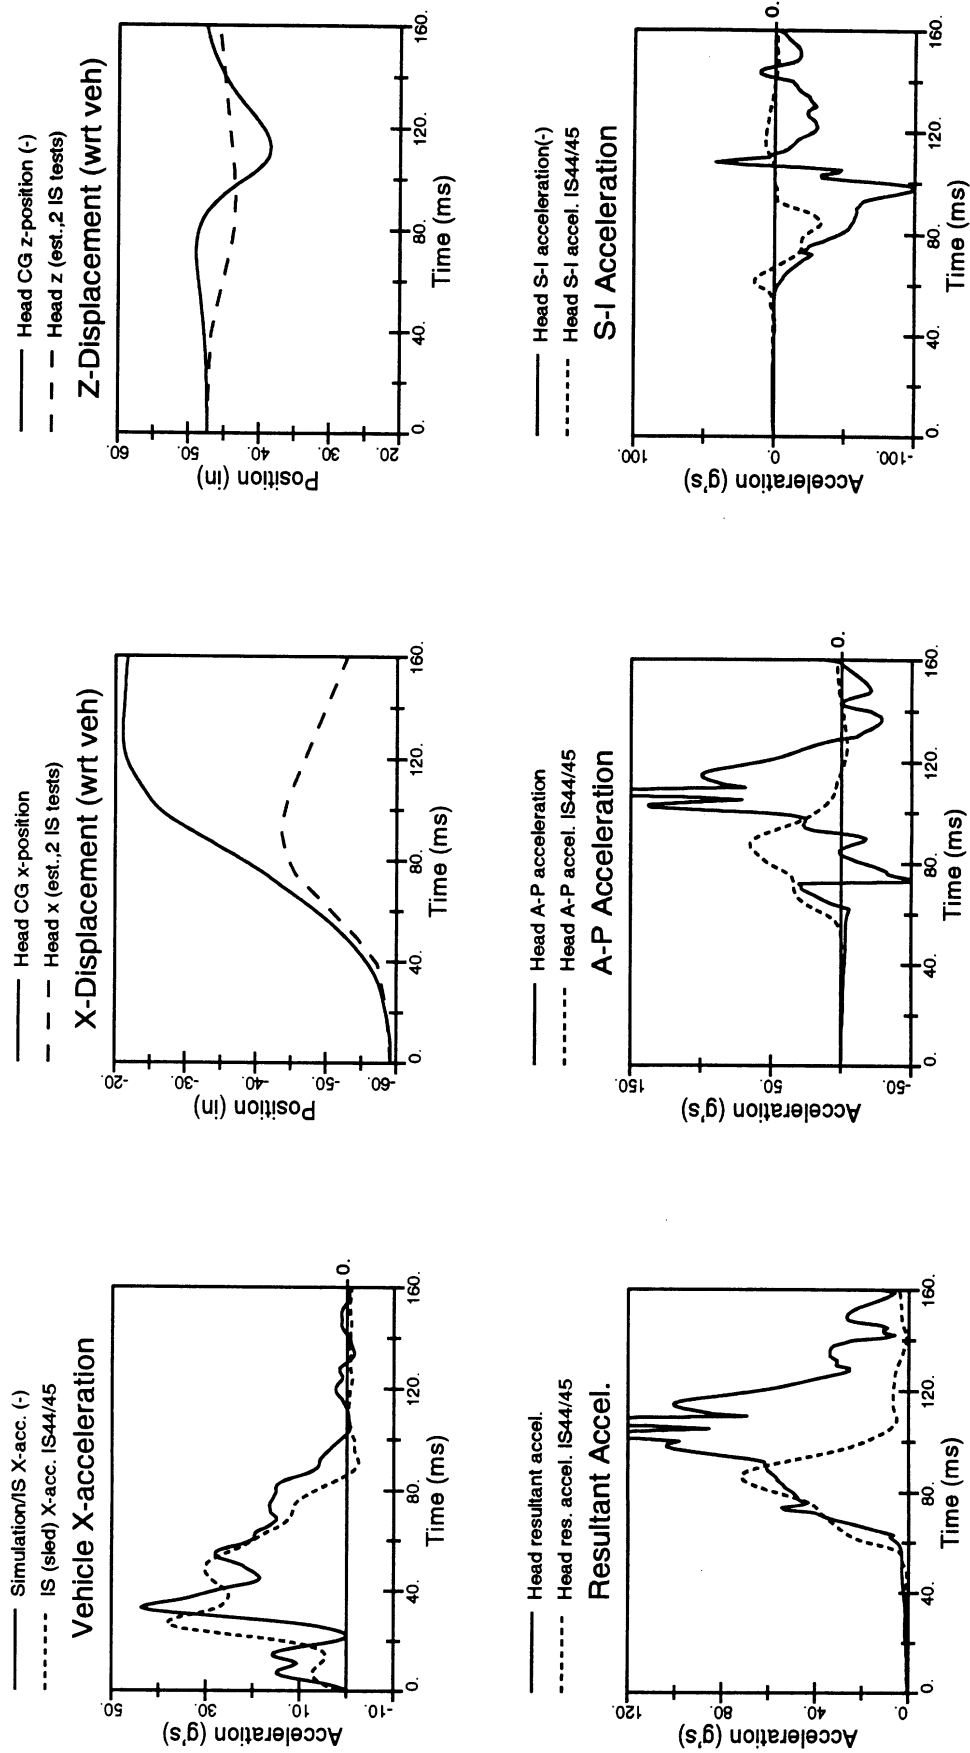 Simulation/IS X-acc. (-)
IS (sled) X-acc. IS44/45
Vehicle X-acceleration
50.
30.
10.
-10.
Acceleration (g's)
0.
0.
40.
80.
120.
160.
Time (ms)
Head CG x-position
Head x (est.,2 IS tests)
X-Displacement (wrt veh)
-20.
-30.
-40.
-50.
-60.
Position (in)
0.
40.
80.
120.
160.
Time (ms)
Head CG z-position (-)
Head z (est.,2 IS tests)
Z-Displacement (wrt veh)
60.
50.
40.
30.
20.
Position (in)
0.
40.
80.
120.
160.
Time (ms)
Head resultant accel.
Head res. accel. IS44/45
Resultant Accel.
120.
80.
40.
0.
Acceleration (g's)
0.
40.
80.
120.
160.
Time (ms)
Head A-P acceleration
Head A-P accel. IS44/45
A-P Acceleration
150.
50.
-50.
Acceleration (g's)
0.
0.
40.
80.
120.
160.
Time (ms)
Head S-I acceleration(-)
Head S-I accel. IS44/45
S-I Acceleration
100.
0.
-100.
Acceleration (g's)
0.
0.
40.
80.
120.
160.
Time (ms)